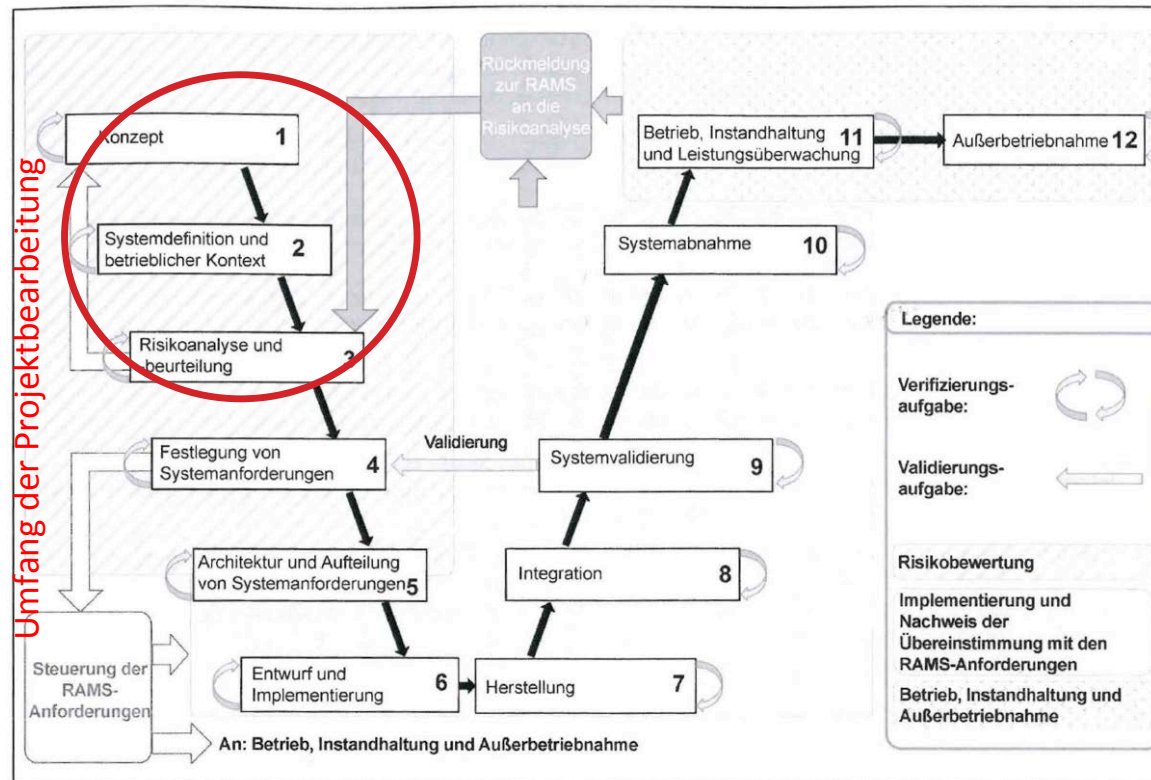 Umfang der Projektbearbeitung
Rückmeldung
zur RAMS
an die
Risikoanalyse
Konzept 1
Systemdefinition und
betrieblicher Kontext 2
Risikoanalyse und
-beurteilung 3
Festlegung von
Systemanforderungen 4
Architektur und Aufteilung
von Systemanforderungen 5
Entwurf und
Implementierung 6
Herstellung 7
Integration 8
Validierung
Systemvalidierung 9
Systemabnahme 10
Betrieb, Instandhaltung
und Leistungsüberwachung 11
Außerbetriebnahme 12
Steuerung der
RAMS-
Anforderungen
An: Betrieb, Instandhaltung und Außerbetriebnahme
Legende:
Verifizierungs-
aufgabe:
Validierungs-
aufgabe:
Risikobewertung
Implementierung und
Nachweis der
Übereinstimmung mit den
RAMS-Anforderungen
Betrieb, Instandhaltung und
Außerbetriebnahme